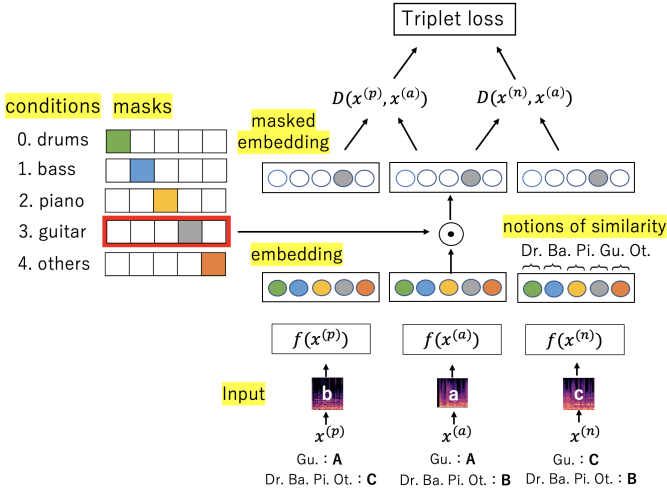 Triplet loss
D(x^(p), x^(a))
D(x^(n), x^(a))
conditions
masks
masked
embedding
0. drums
1. bass
2. piano
3. guitar
4. others
notions of similarity
Dr. Ba. Pi. Gu. Ot.
embedding
f(x^(p))
f(x^(a))
f(x^(n))
Input
b
a
c
x^(p)
x^(a)
x^(n)
Gu. : A
Gu. : A
Gu. : C
Dr. Ba. Pi. Ot. : C
Dr. Ba. Pi. Ot. : B
Dr. Ba. Pi. Ot. : B